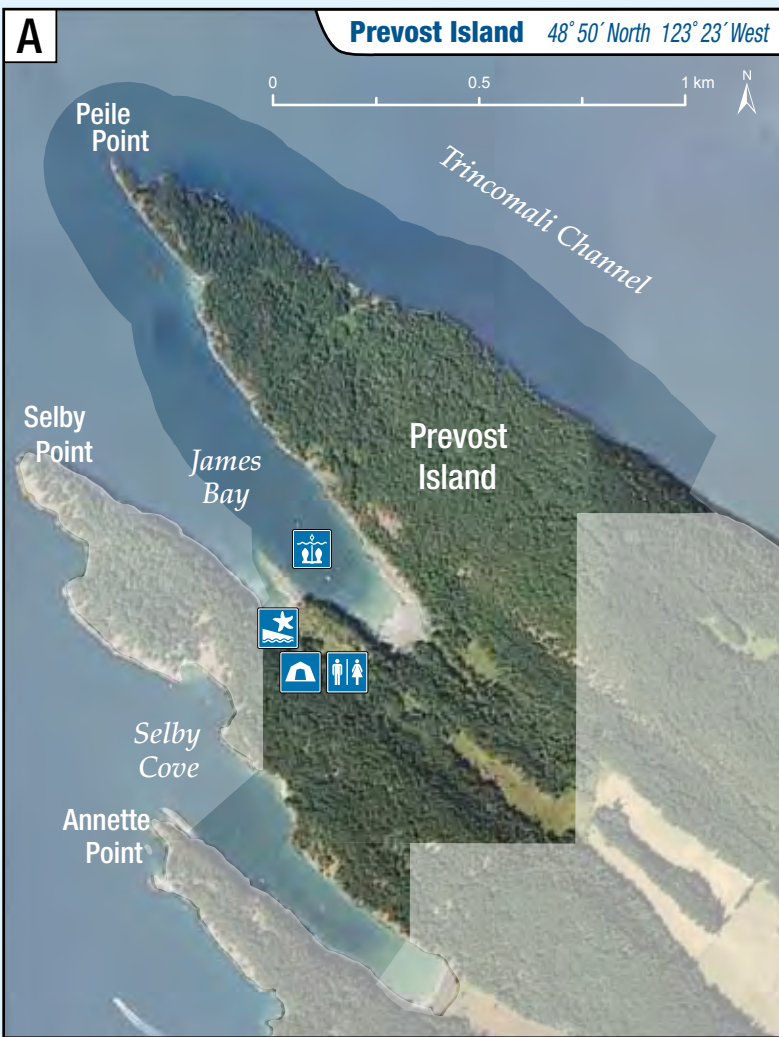 A
Prevost Island 48° 50´ North 123° 23´ West
0 0.5 1 km
N
Peile
Point
Trincomali Channel
Selby
Point
James
Bay
Prevost
Island
Selby
Cove
Annette
Point